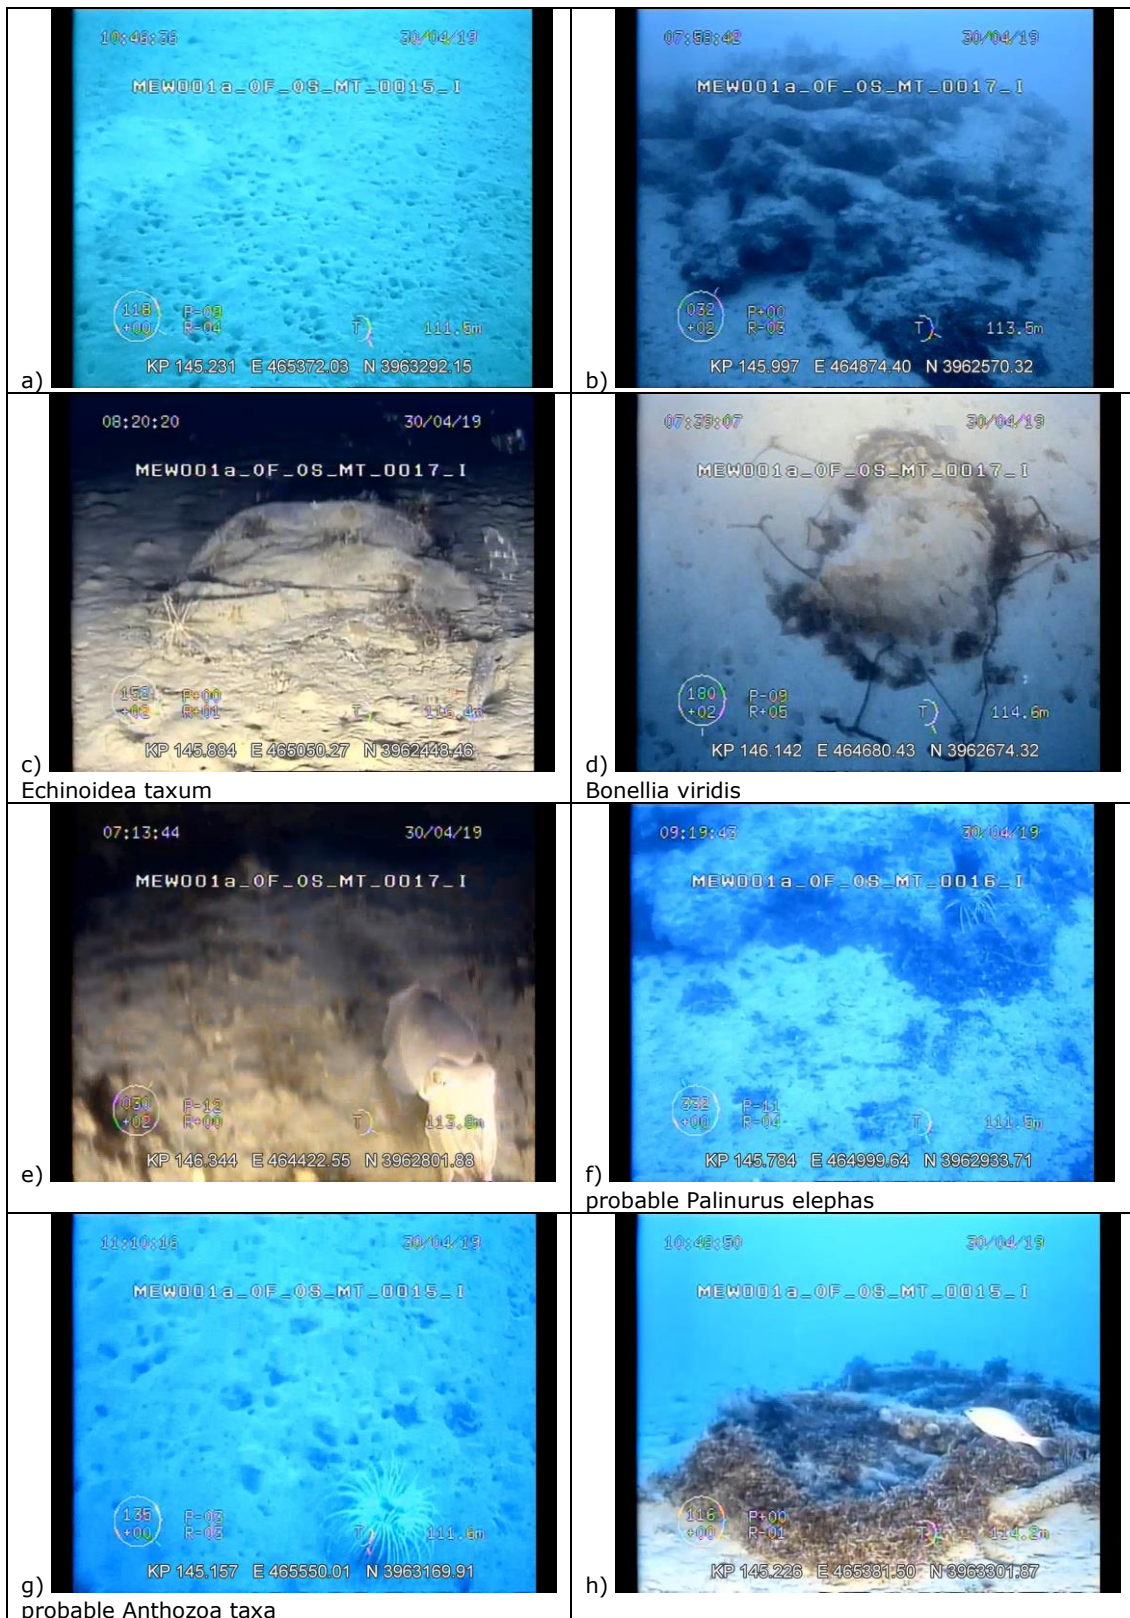 10:46:36 30/04/19
MEW001a_OF_OS_MT_0015_I
118 P-09
+00 R-04 T 111.5m
KP 145.231 E 465372.03 N 3963292.15
a)
07:58:42 30/04/19
MEW001a_OF_OS_MT_0017_I
032 P+00
+02 R-03 T 113.5m
KP 145.997 E 464874.40 N 3962570.32
b)
08:20:20 30/04/19
MEW001a_OF_OS_MT_0017_I
158 P+00
+02 R+01 T 116.4m
KP 145.884 E 465050.27 N 3962448.46
c)
Echinoidea taxum
07:39:07 30/04/19
MEW001a_OF_OS_MT_0017_I
180 P-09
+02 R+05 T 114.6m
KP 146.142 E 464680.43 N 3962674.32
d)
Bonellia viridis
07:13:44 30/04/19
MEW001a_OF_OS_MT_0017_I
030 P-12
+02 R+00 T 113.8m
KP 146.344 E 464422.55 N 3962801.88
e)
09:19:43 30/04/19
MEW001a_OF_OS_MT_0016_I
332 P-11
+00 R-04 T 111.5m
KP 145.784 E 464999.64 N 3962933.71
f)
probable Palinurus elephas
11:10:16 30/04/19
MEW001a_OF_OS_MT_0015_I
135 P-03
+00 R-03 T 111.6m
KP 145.157 E 465550.01 N 3963169.91
g)
probable Anthozoa taxa
10:48:50 30/04/19
MEW001a_OF_OS_MT_0015_I
116 P+00
+00 R-01 T 114.2m
KP 145.226 E 465381.50 N 3963301.87
h)